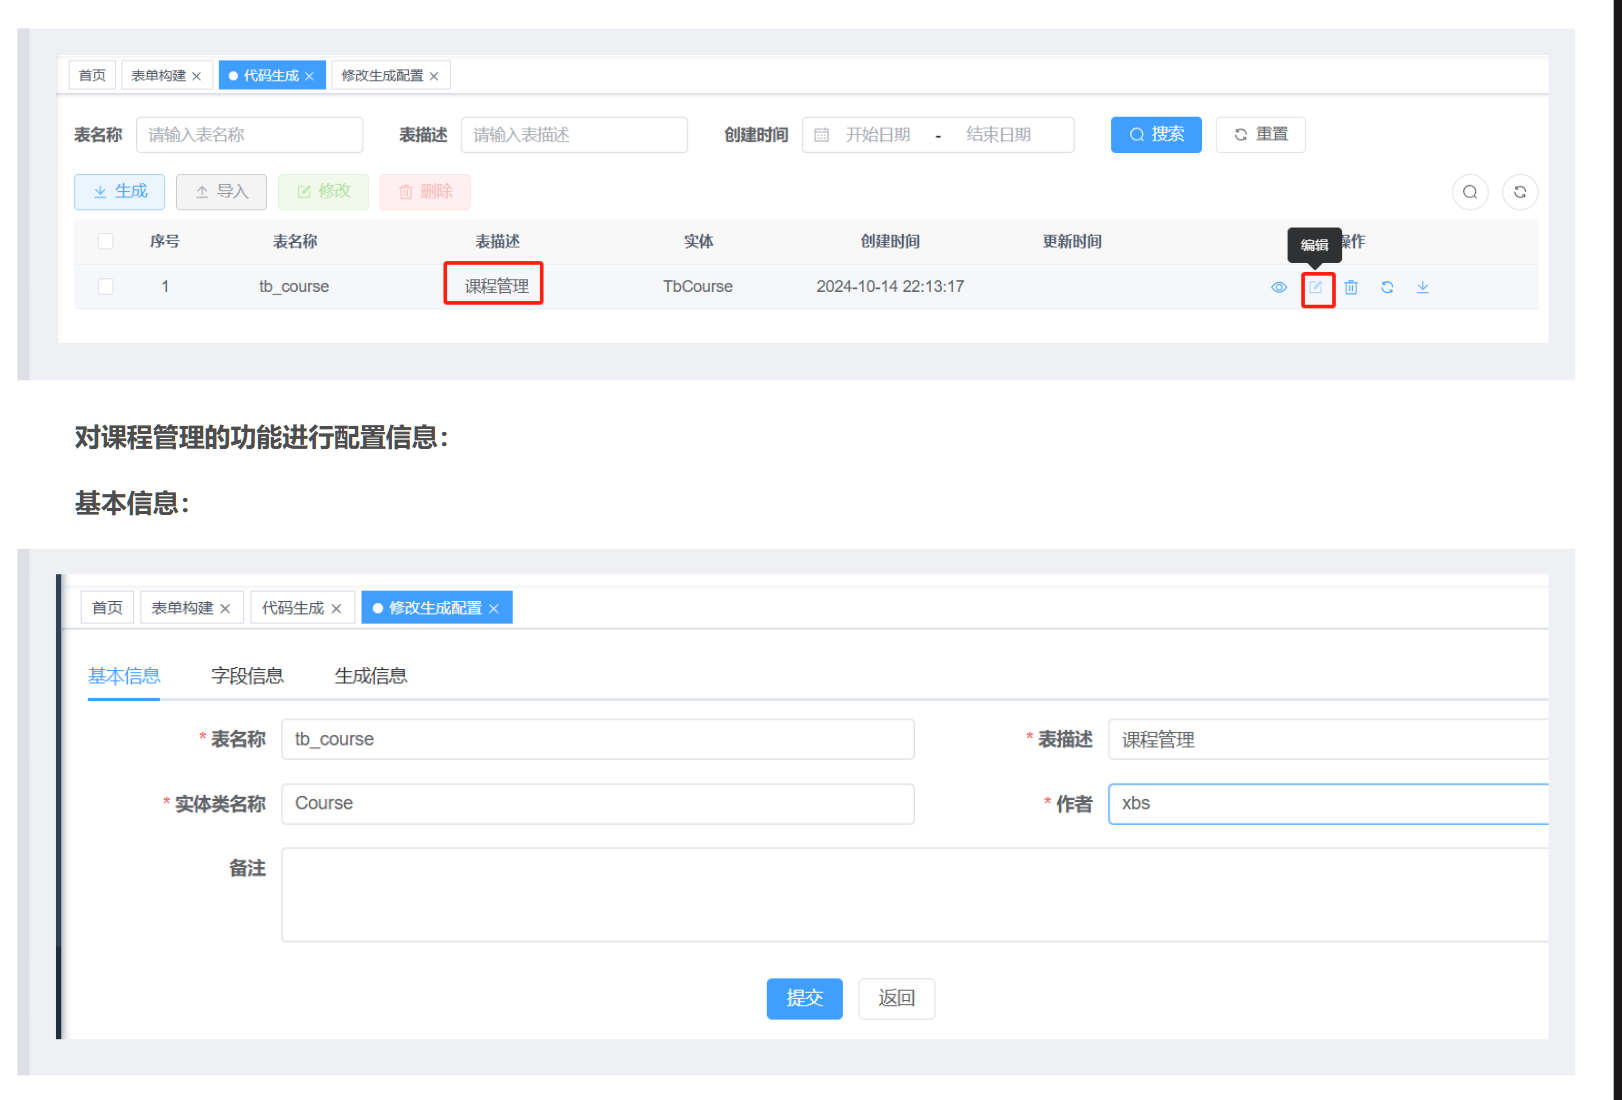 首页 表单构建 × 代码生成 × 修改生成配置 ×
表名称 请输入表名称 表描述 请输入表描述 创建时间 开始日期 - 结束日期 搜索 重置
生成 导入 修改 删除
序号 表名称 表描述 实体 创建时间 更新时间 编辑 操作
1 tb_course 课程管理 TbCourse 2024-10-14 22:13:17
对课程管理的功能进行配置信息：
基本信息：
首页 表单构建 × 代码生成 × 修改生成配置 ×
基本信息 字段信息 生成信息
* 表名称 tb_course * 表描述 课程管理
* 实体类名称 Course * 作者 xbs
备注
提交 返回